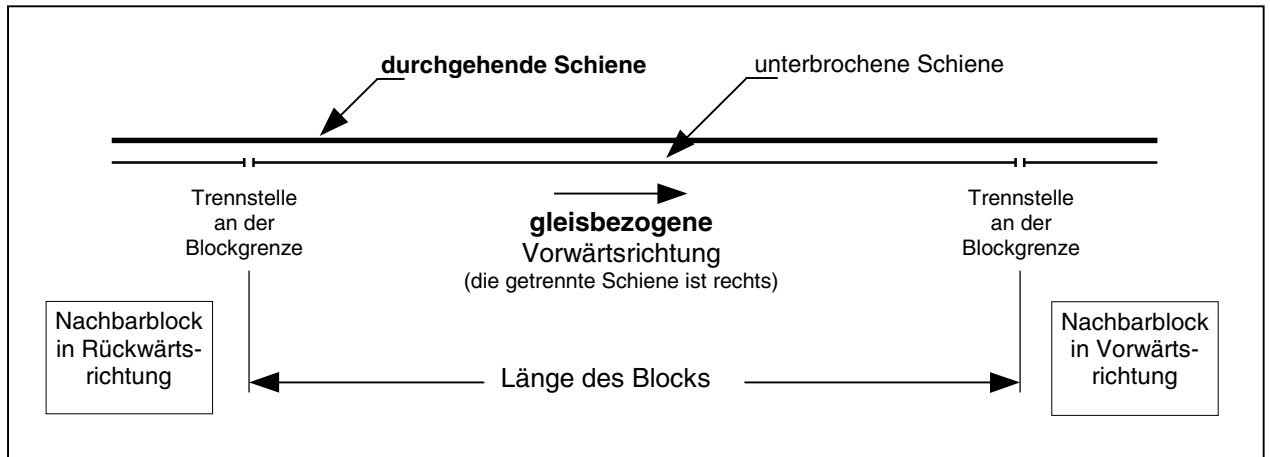 durchgehende Schiene
unterbrochene Schiene
Trennstelle
an der
Blockgrenze
gleisbezogene
Vorwärtsrichtung
(die getrennte Schiene ist rechts)
Trennstelle
an der
Blockgrenze
Nachbarblock
in Rückwärts-
richtung
Länge des Blocks
Nachbarblock
in Vorwärts-
richtung